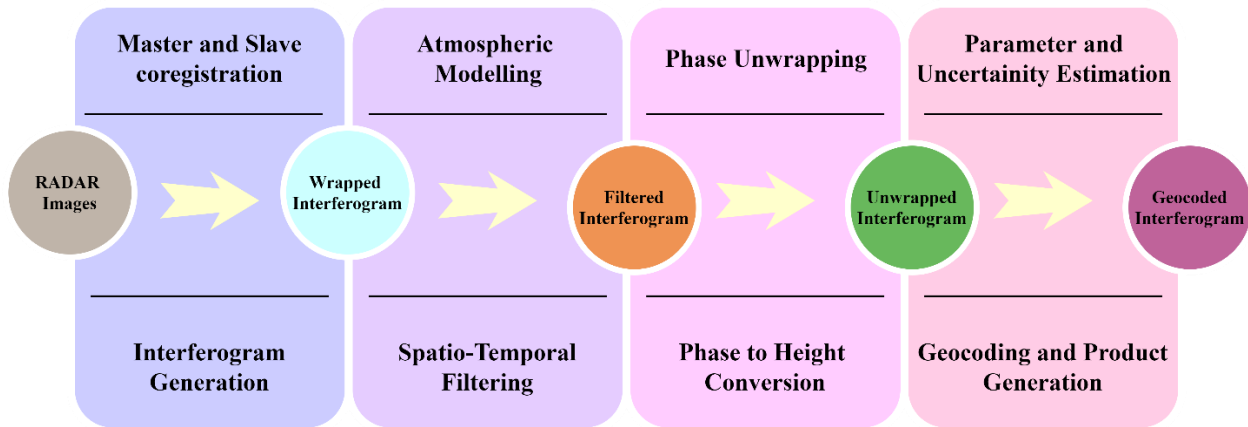 Master and Slave
coregistration
Atmospheric
Modelling
Phase Unwrapping
Parameter and
Uncertainity Estimation
RADAR
Images
Wrapped
Interferogram
Filtered
Interferogram
Unwrapped
Interferogram
Geocoded
Interferogram
Interferogram
Generation
Spatio-Temporal
Filtering
Phase to Height
Conversion
Geocoding and Product
Generation